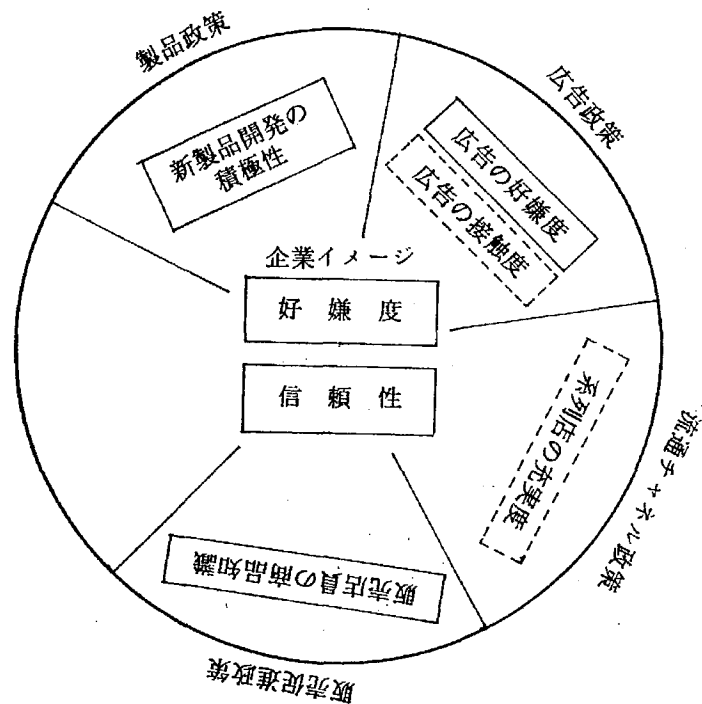 製品政策
新製品開発の
積極性
広告政策
広告の好嫌度
広告の接触度
企業イメージ
好嫌度
信頼性
流通チャネル政策
系列店の充実度
販売店員の商品知識
販売促進政策